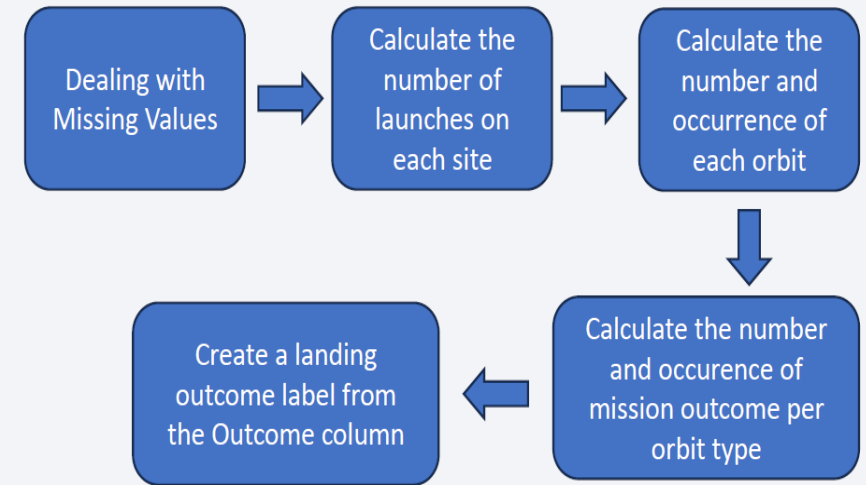 Dealing with
Missing Values
Calculate the
number of
launches on
each site
Calculate the
number and
occurrence of
each orbit
Calculate the number
and occurence of
mission outcome per
orbit type
Create a landing
outcome label from
the Outcome column